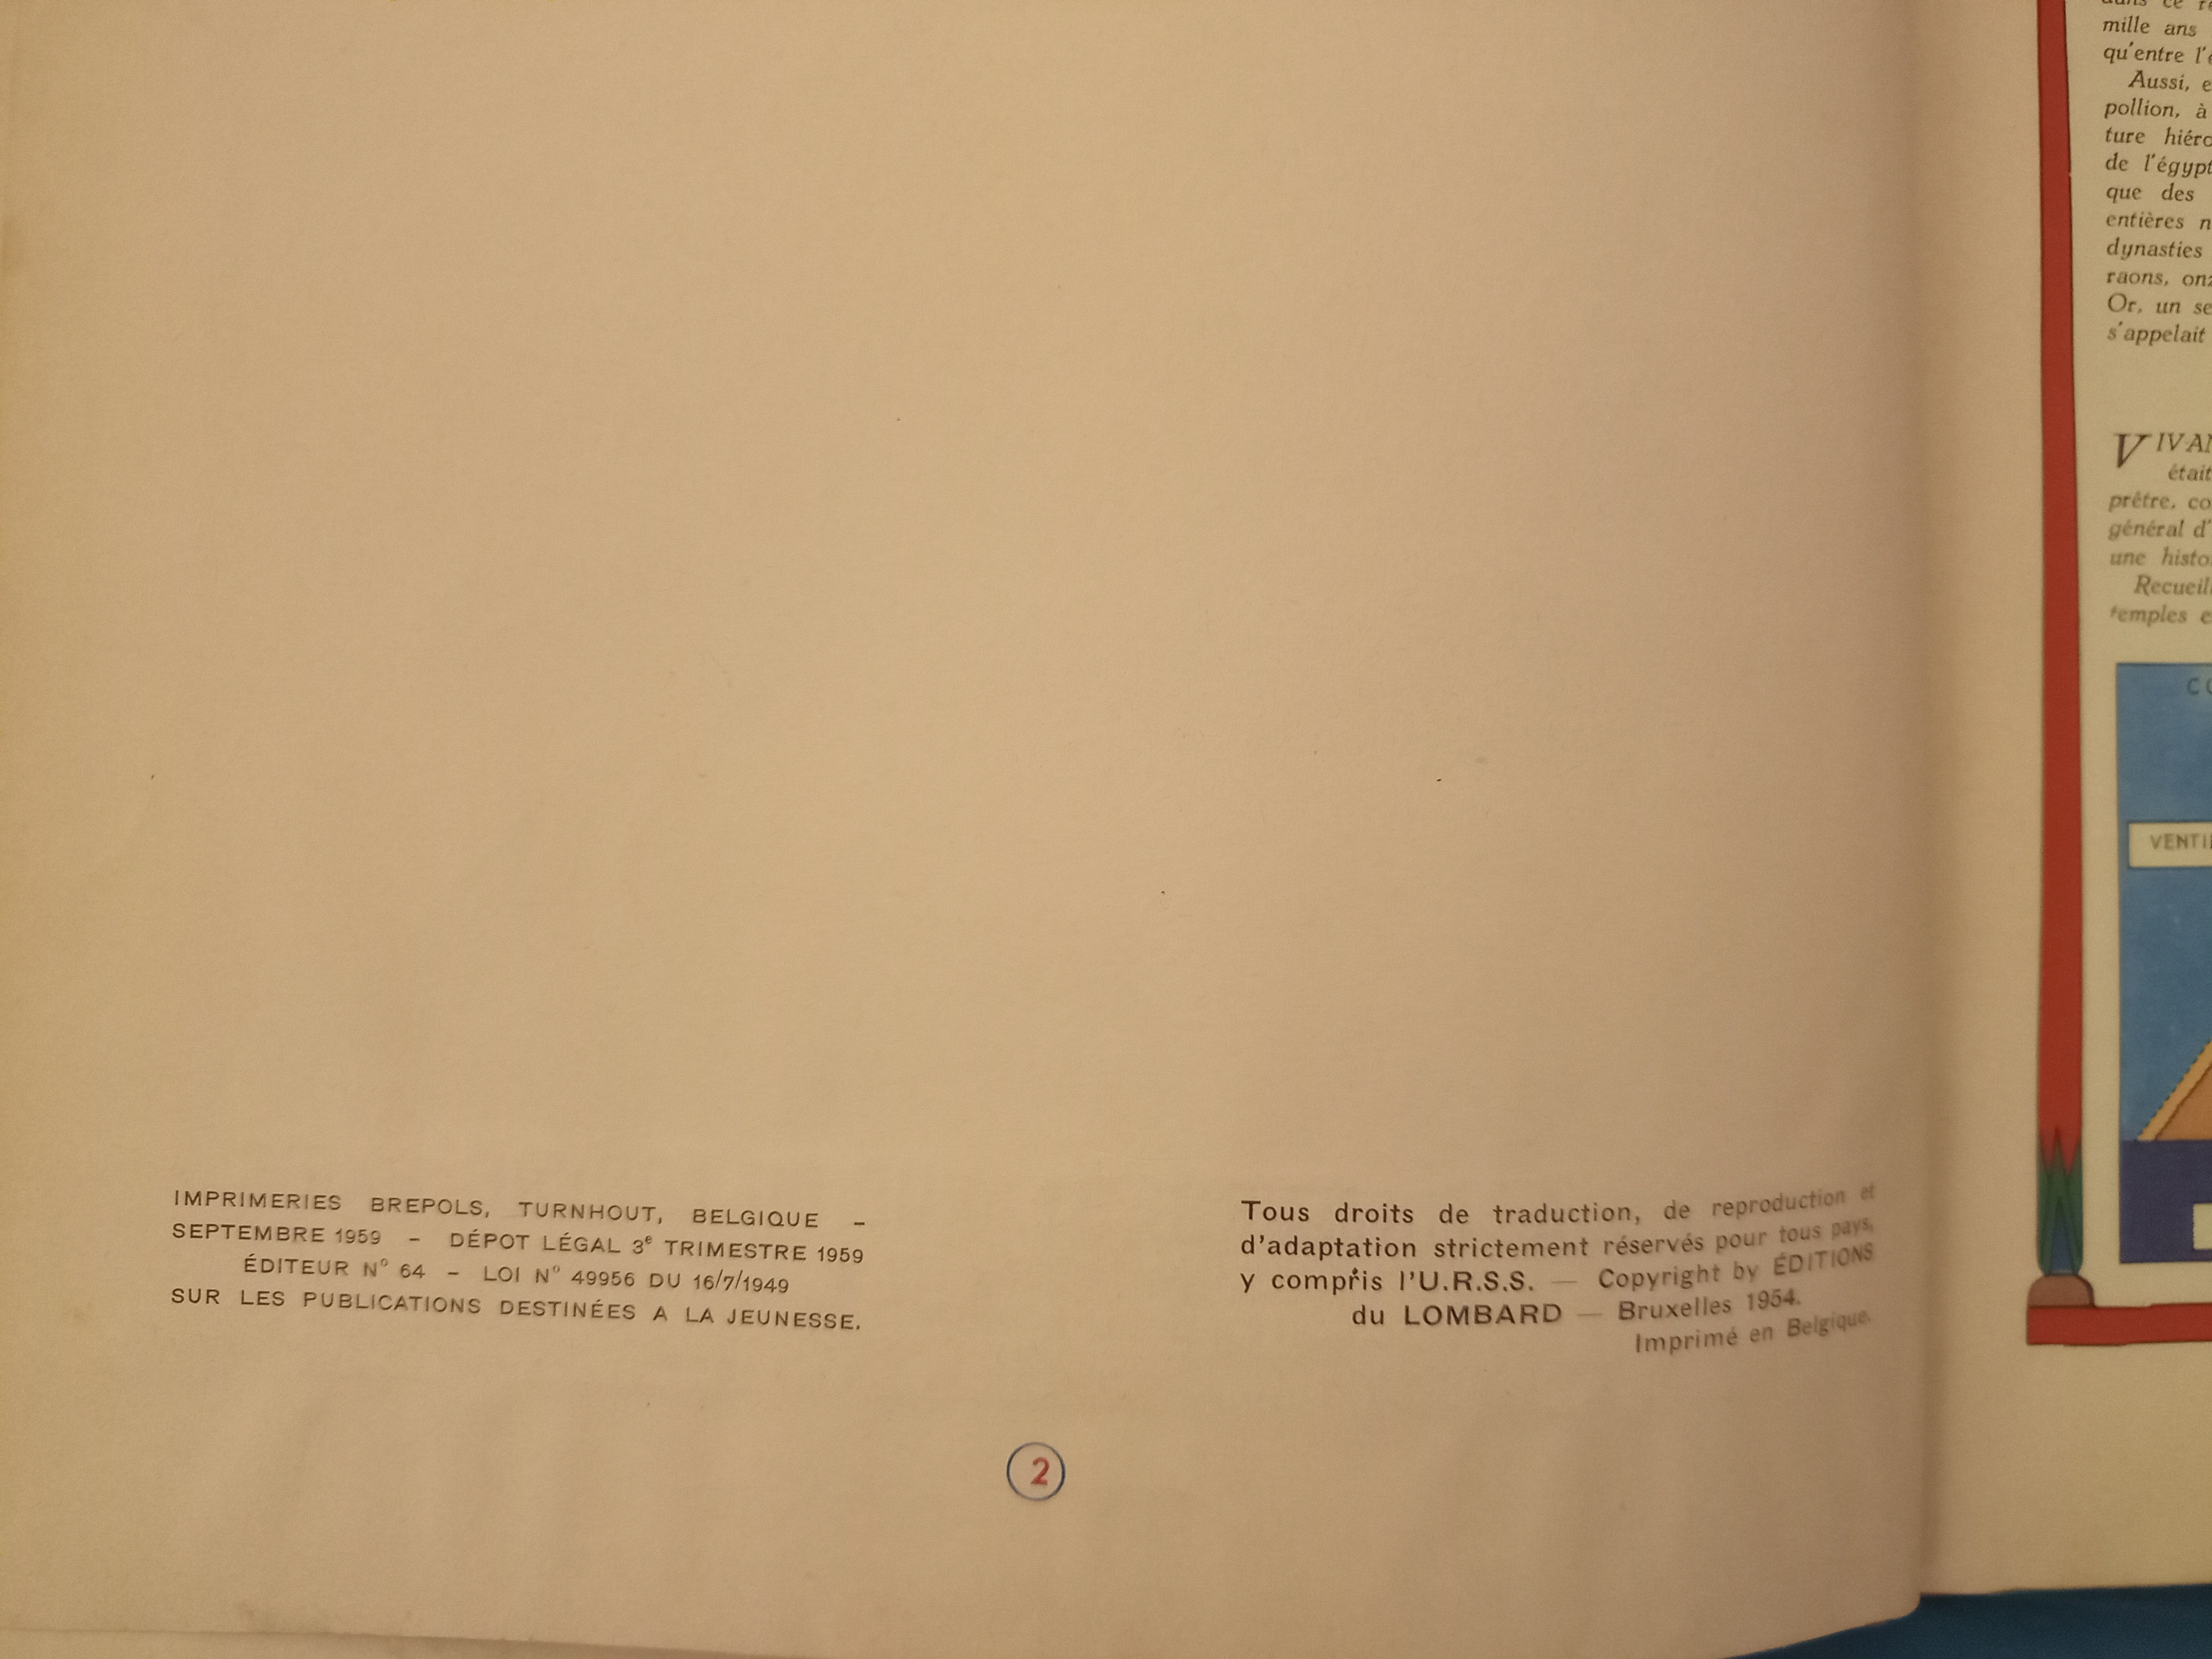 IMPRIMERIES BREPOLS, TURNHOUT, BELGIQUE –
SEPTEMBRE 1959 – DÉPOT LÉGAL 3e TRIMESTRE 1959
ÉDITEUR N° 64 – LOI N° 49956 DU 16/7/1949
SUR LES PUBLICATIONS DESTINÉES A LA JEUNESSE.
Tous droits de traduction, de reproduction et
d'adaptation strictement réservés pour tous pays,
y compris l'U.R.S.S. — Copyright by ÉDITIONS
du LOMBARD — Bruxelles 1954.
Imprimé en Belgique.
2
dans ce
mille ans
qu'entre
Aussi,
pollion, à
ture
de
que des
entières
dynasties
raons,
Or, un
s'appelait
était
prêtre,
général
une
temples